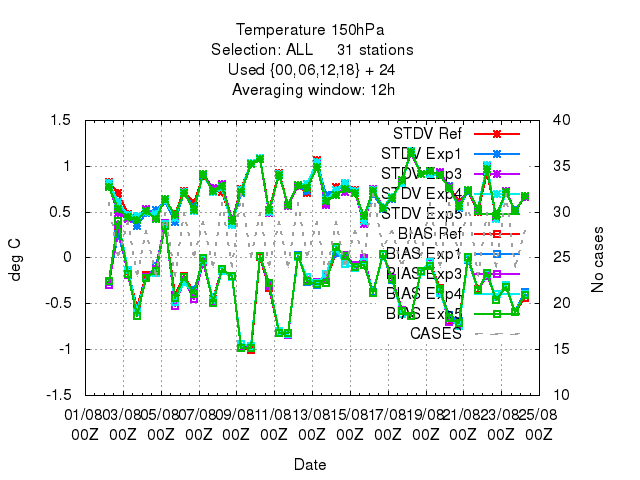 Temperature 150hPa
Selection: ALL 31 stations
Used {00,06,12,18} + 24
Averaging window: 12h
1.5
1
0.5
0
-0.5
-1
-1.5
deg C
40
35
30
25
20
15
10
No cases
STDV Ref
STDV Exp1
STDV Exp3
STDV Exp4
STDV Exp5
BIAS Ref
BIAS Exp1
BIAS Exp3
BIAS Exp4
BIAS Exp5
CASES
01/08 03/08 05/08 07/08 09/08 11/08 13/08 15/08 17/08 19/08 21/08 23/08 25/08
00Z 00Z 00Z 00Z 00Z 00Z 00Z 00Z 00Z 00Z 00Z 00Z 00Z
Date